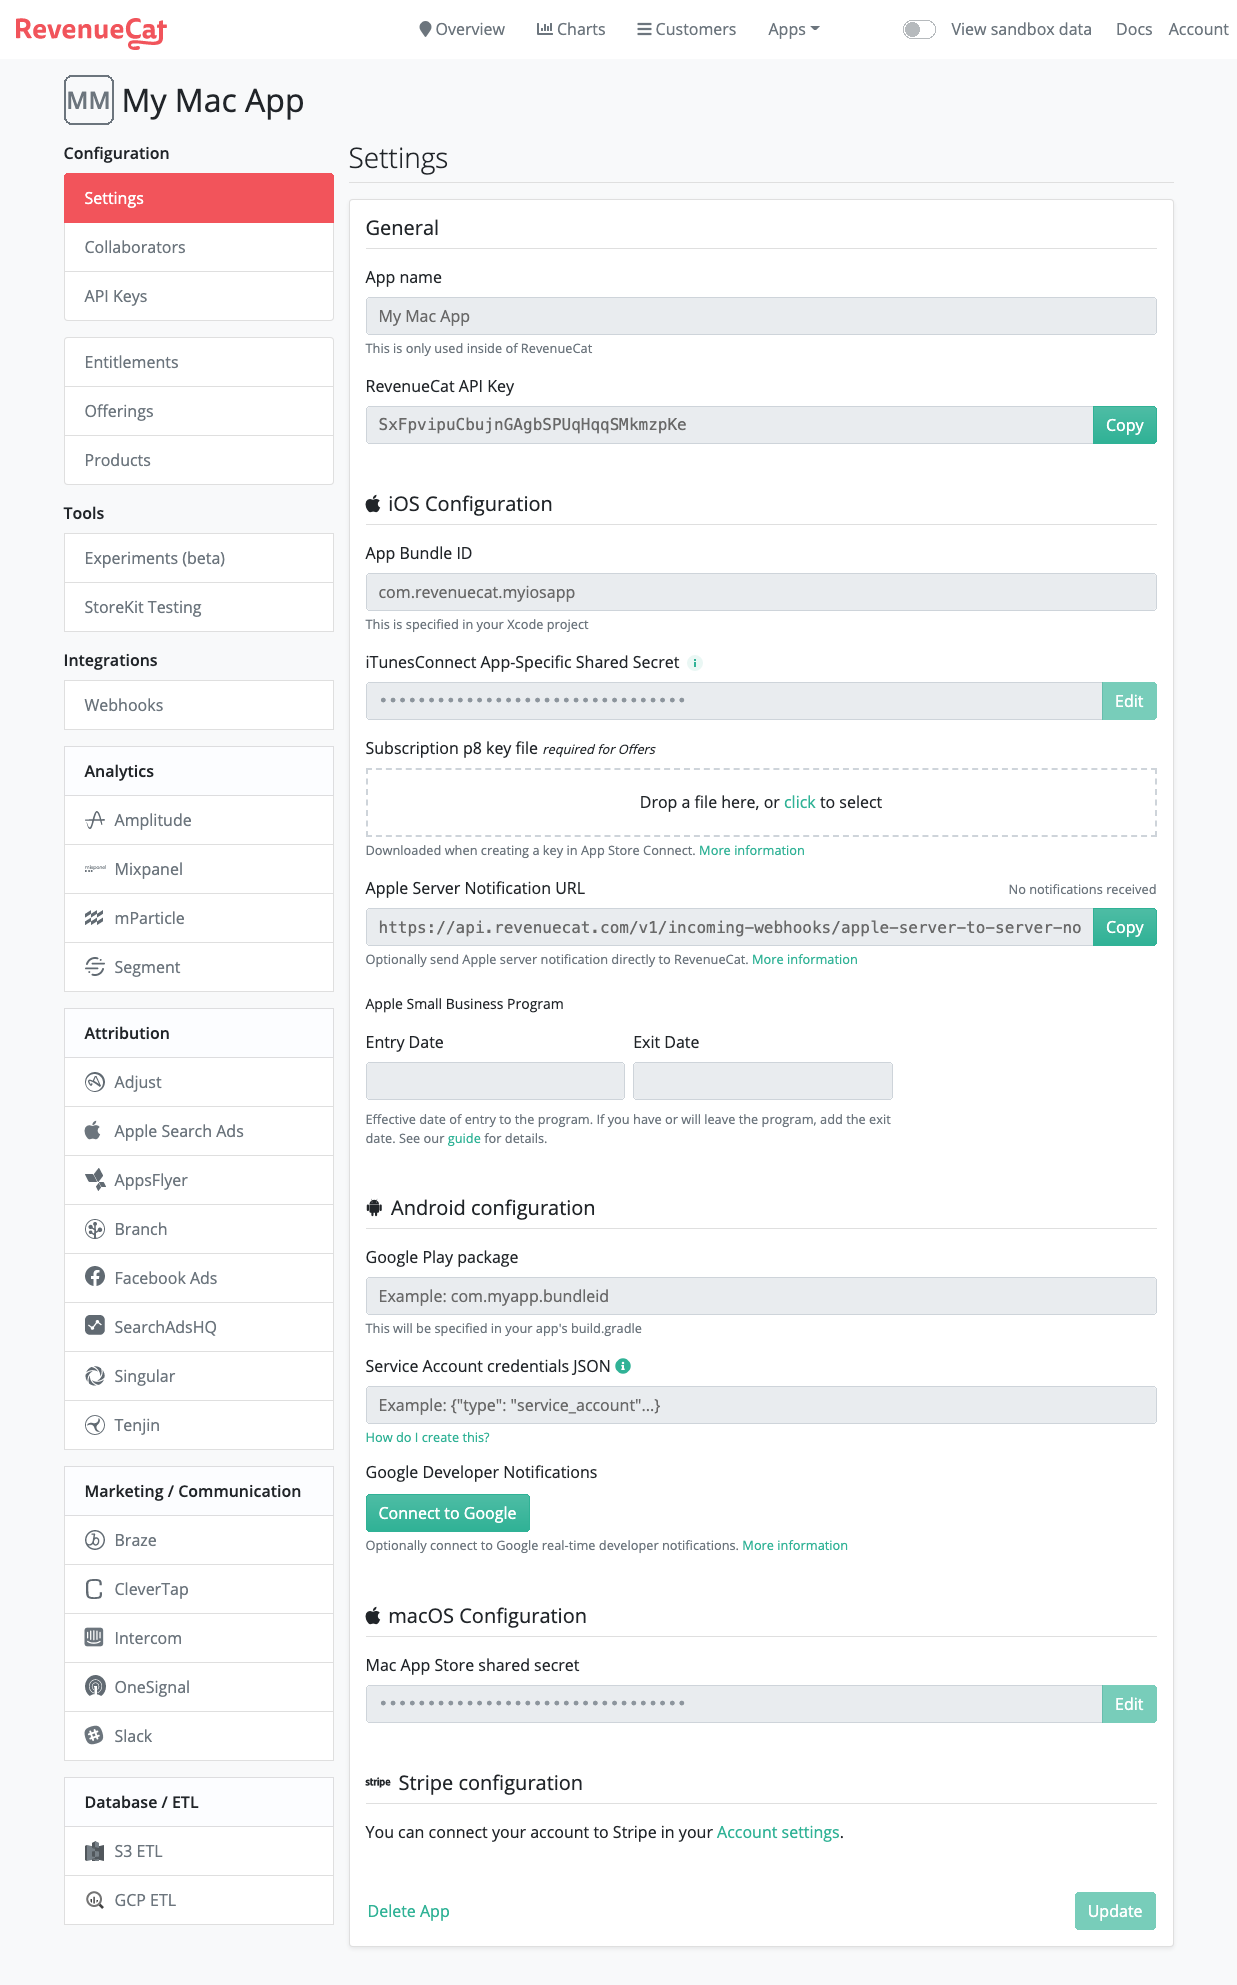 RevenueCat
Overview
Charts
Customers
Apps
View sandbox data
Docs
Account
MM
My Mac App
Configuration
Settings
Collaborators
API Keys
Entitlements
Offerings
Products
Tools
Experiments (beta)
StoreKit Testing
Integrations
Webhooks
Analytics
Amplitude
mixpanel
Mixpanel
mParticle
Segment
Attribution
Adjust
Apple Search Ads
AppsFlyer
Branch
Facebook Ads
SearchAdsHQ
Singular
Tenjin
Marketing / Communication
Braze
CleverTap
Intercom
OneSignal
Slack
Database / ETL
S3 ETL
GCP ETL
Settings
General
App name
My Mac App
This is only used inside of RevenueCat
RevenueCat API Key
SxFpvipuCbujnGAgbSPUqHqqSMkmzpKe
Copy
iOS Configuration
App Bundle ID
com.revenuecat.myiosapp
This is specified in your Xcode project
iTunesConnect App-Specific Shared Secret
••••••••••••••••••••••••••••••••
Edit
Subscription p8 key file required for Offers
Drop a file here, or click to select
Downloaded when creating a key in App Store Connect. More information
Apple Server Notification URL
No notifications received
https://api.revenuecat.com/v1/incoming-webhooks/apple-server-to-server-no
Copy
Optionally send Apple server notification directly to RevenueCat. More information
Apple Small Business Program
Entry Date
Exit Date
Effective date of entry to the program. If you have or will leave the program, add the exit
date. See our guide for details.
Android configuration
Google Play package
Example: com.myapp.bundleid
This will be specified in your app's build.gradle
Service Account credentials JSON
Example: {"type": "service_account"...}
How do I create this?
Google Developer Notifications
Connect to Google
Optionally connect to Google real-time developer notifications. More information
macOS Configuration
Mac App Store shared secret
••••••••••••••••••••••••••••••••
Edit
stripe
Stripe configuration
You can connect your account to Stripe in your Account settings.
Delete App
Update